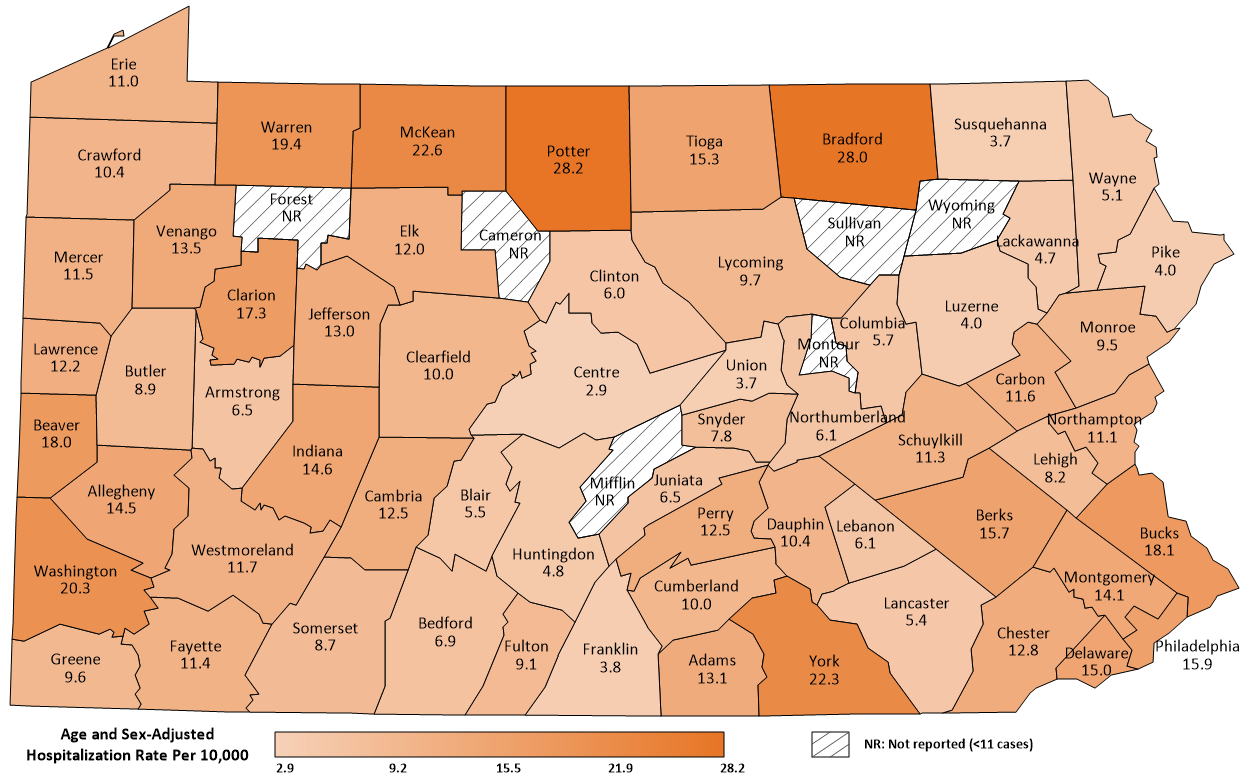 Erie
11.0
Warren
19.4
McKean
22.6
Potter
28.2
Tioga
15.3
Bradford
28.0
Susquehanna
3.7
Wayne
5.1
Crawford
10.4
Forest
NR
Cameron
NR
Sullivan
NR
Wyoming
NR
Lackawanna
4.7
Pike
4.0
Mercer
11.5
Venango
13.5
Elk
12.0
Clinton
6.0
Lycoming
9.7
Clarion
17.3
Jefferson
13.0
Luzerne
4.0
Columbia
5.7
Monroe
9.5
Lawrence
12.2
Butler
8.9
Armstrong
6.5
Clearfield
10.0
Centre
2.9
Union
3.7
Montour
NR
Carbon
11.6
Beaver
18.0
Indiana
14.6
Snyder
7.8
Northumberland
6.1
Schuylkill
11.3
Northampton
11.1
Lehigh
8.2
Allegheny
14.5
Cambria
12.5
Blair
5.5
Mifflin
NR
Juniata
6.5
Perry
12.5
Dauphin
10.4
Lebanon
6.1
Berks
15.7
Bucks
18.1
Washington
20.3
Westmoreland
11.7
Huntingdon
4.8
Cumberland
10.0
Lancaster
5.4
Montgomery
14.1
Greene
9.6
Fayette
11.4
Somerset
8.7
Bedford
6.9
Fulton
9.1
Franklin
3.8
Adams
13.1
York
22.3
Chester
12.8
Delaware
15.0
Philadelphia
15.9
Age and Sex-Adjusted
Hospitalization Rate Per 10,000
2.9 9.2 15.5 21.9 28.2
NR: Not reported (<11 cases)